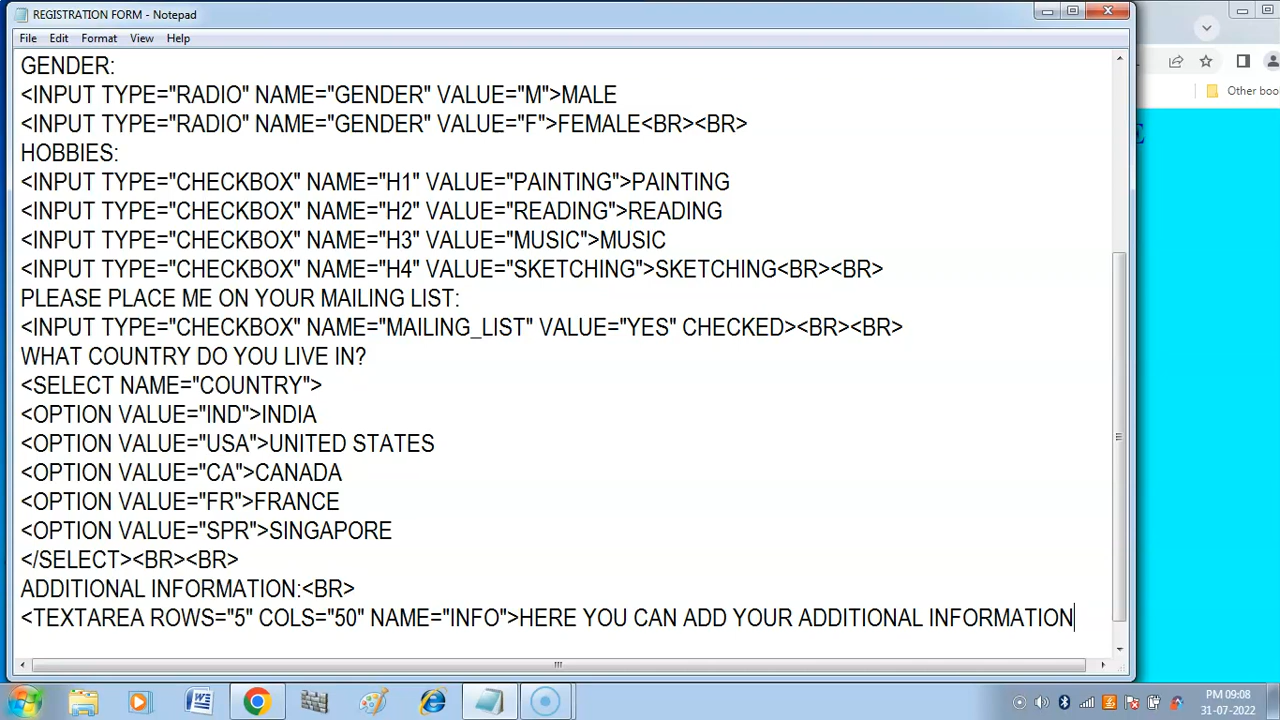 REGISTRATION FORM - Notepad
File Edit Format View Help
GENDER:
<INPUT TYPE="RADIO" NAME="GENDER" VALUE="M">MALE
<INPUT TYPE="RADIO" NAME="GENDER" VALUE="F">FEMALE<BR><BR>
HOBBIES:
<INPUT TYPE="CHECKBOX" NAME="H1" VALUE="PAINTING">PAINTING
<INPUT TYPE="CHECKBOX" NAME="H2" VALUE="READING">READING
<INPUT TYPE="CHECKBOX" NAME="H3" VALUE="MUSIC">MUSIC
<INPUT TYPE="CHECKBOX" NAME="H4" VALUE="SKETCHING">SKETCHING<BR><BR>
PLEASE PLACE ME ON YOUR MAILING LIST:
<INPUT TYPE="CHECKBOX" NAME="MAILING_LIST" VALUE="YES" CHECKED><BR><BR>
WHAT COUNTRY DO YOU LIVE IN?
<SELECT NAME="COUNTRY">
<OPTION VALUE="IND">INDIA
<OPTION VALUE="USA">UNITED STATES
<OPTION VALUE="CA">CANADA
<OPTION VALUE="FR">FRANCE
<OPTION VALUE="SPR">SINGAPORE
</SELECT><BR><BR>
ADDITIONAL INFORMATION:<BR>
<TEXTAREA ROWS="5" COLS="50" NAME="INFO">HERE YOU CAN ADD YOUR ADDITIONAL INFORMATION
Other boo
E
PM 09:08
31-07-2022